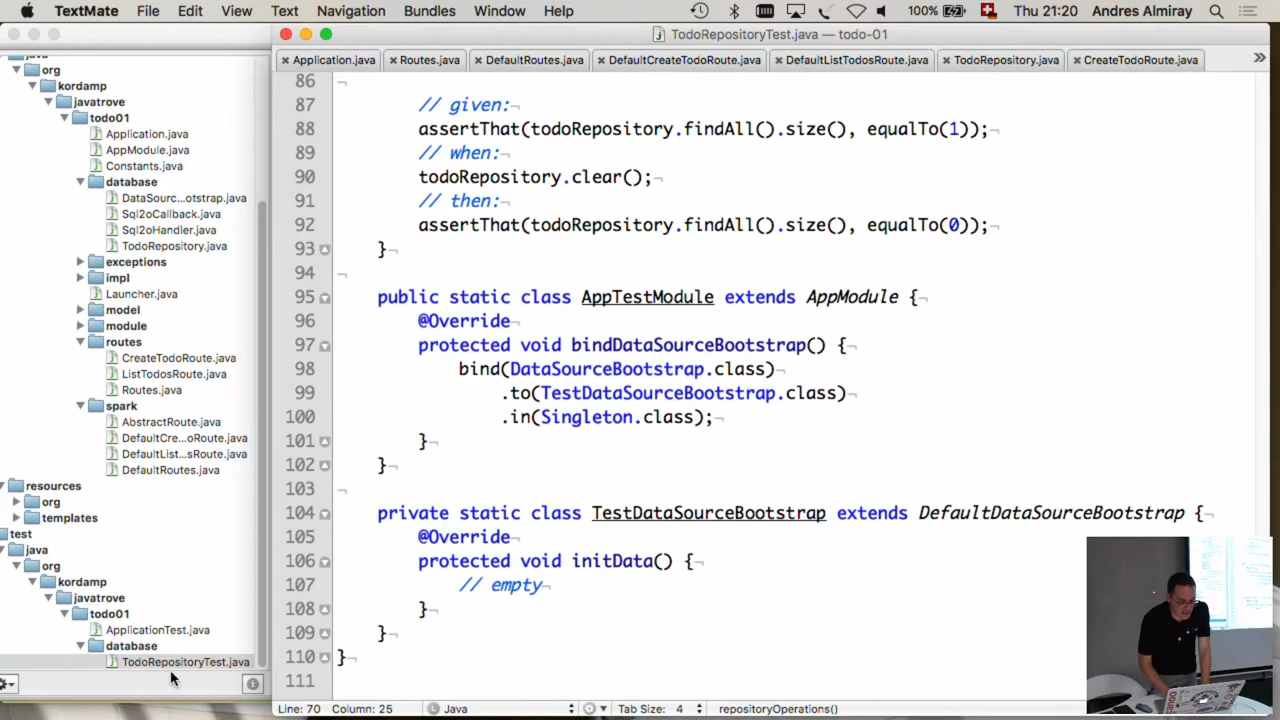 TextMate File Edit View Text Navigation Bundles Window Help 100% Thu 21:20 Andres Almiray
TodoRepositoryTest.java — todo-01
Application.java Routes.java DefaultRoutes.java DefaultCreateTodoRoute.java DefaultListTodosRoute.java TodoRepository.java CreateTodoRoute.java
java
org
kordamp
javatrove
todo01
Application.java
AppModule.java
Constants.java
database
DataSourc...otstrap.java
Sql2oCallback.java
Sql2oHandler.java
TodoRepository.java
exceptions
impl
Launcher.java
model
module
routes
CreateTodoRoute.java
ListTodosRoute.java
Routes.java
spark
AbstractRoute.java
DefaultCre...oRoute.java
DefaultList...sRoute.java
DefaultRoutes.java
resources
org
templates
test
java
org
kordamp
javatrove
todo01
ApplicationTest.java
database
TodoRepositoryTest.java
86 ¬
87 // given:¬
88 assertThat(todoRepository.findAll().size(), equalTo(1));¬
89 // when:¬
90 todoRepository.clear();¬
91 // then:¬
92 assertThat(todoRepository.findAll().size(), equalTo(0));¬
93 }¬
94 ¬
95 public static class AppTestModule extends AppModule {¬
96 @Override¬
97 protected void bindDataSourceBootstrap() {¬
98 bind(DataSourceBootstrap.class)¬
99 .to(TestDataSourceBootstrap.class)¬
100 .in(Singleton.class);¬
101 }¬
102 }¬
103 ¬
104 private static class TestDataSourceBootstrap extends DefaultDataSourceBootstrap {¬
105 @Override¬
106 protected void initData() {¬
107 // empty¬
108 }¬
109 }¬
110 }¬
111
Line: 70 Column: 25 Java Tab Size: 4 repositoryOperations()